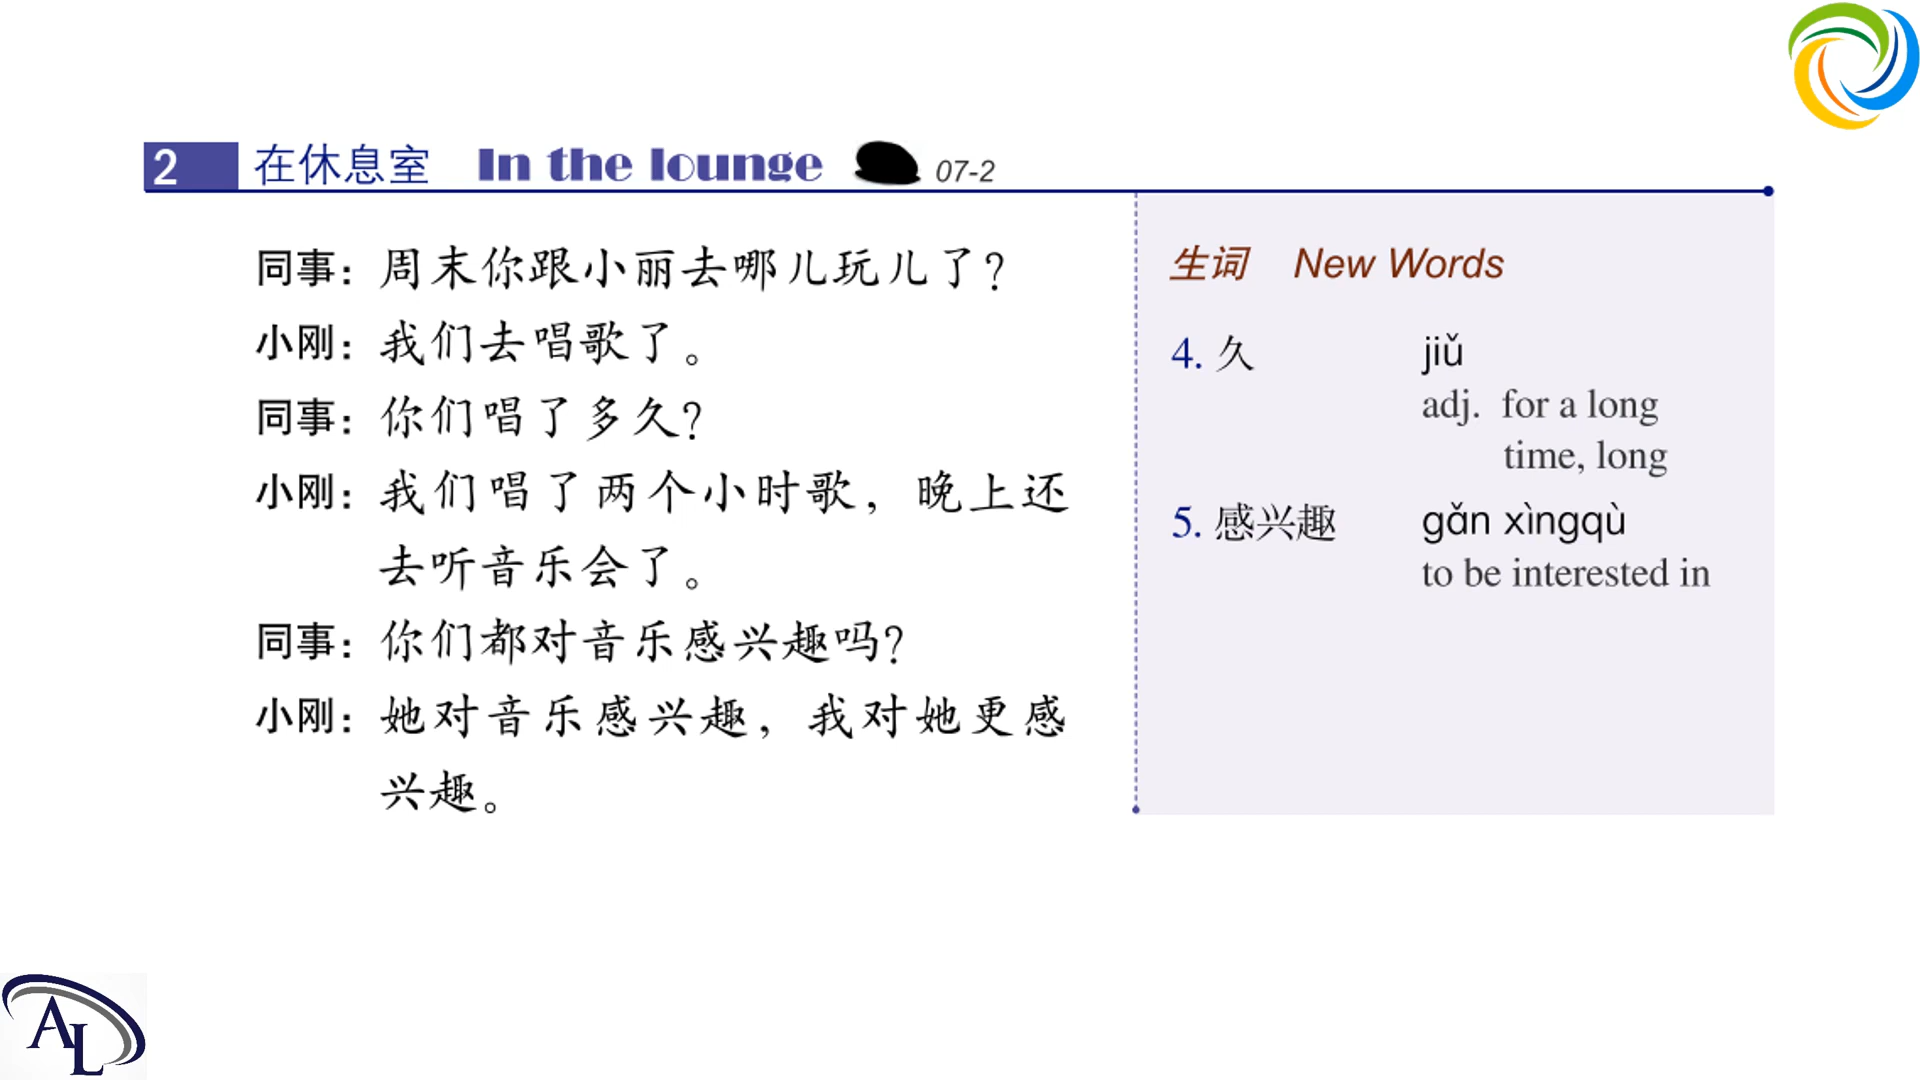 2 在休息室 In the lounge 07-2
同事：周末你跟小丽去哪儿玩儿了？
小刚：我们去唱歌了。
同事：你们唱了多久？
小刚：我们唱了两个小时歌，晚上还
去听音乐会了。
同事：你们都对音乐感兴趣吗？
小刚：她对音乐感兴趣，我对她更感
兴趣。
生词 New Words
4. 久 jiǔ
adj. for a long
time, long
5. 感兴趣 gǎn xìngqù
to be interested in
AL